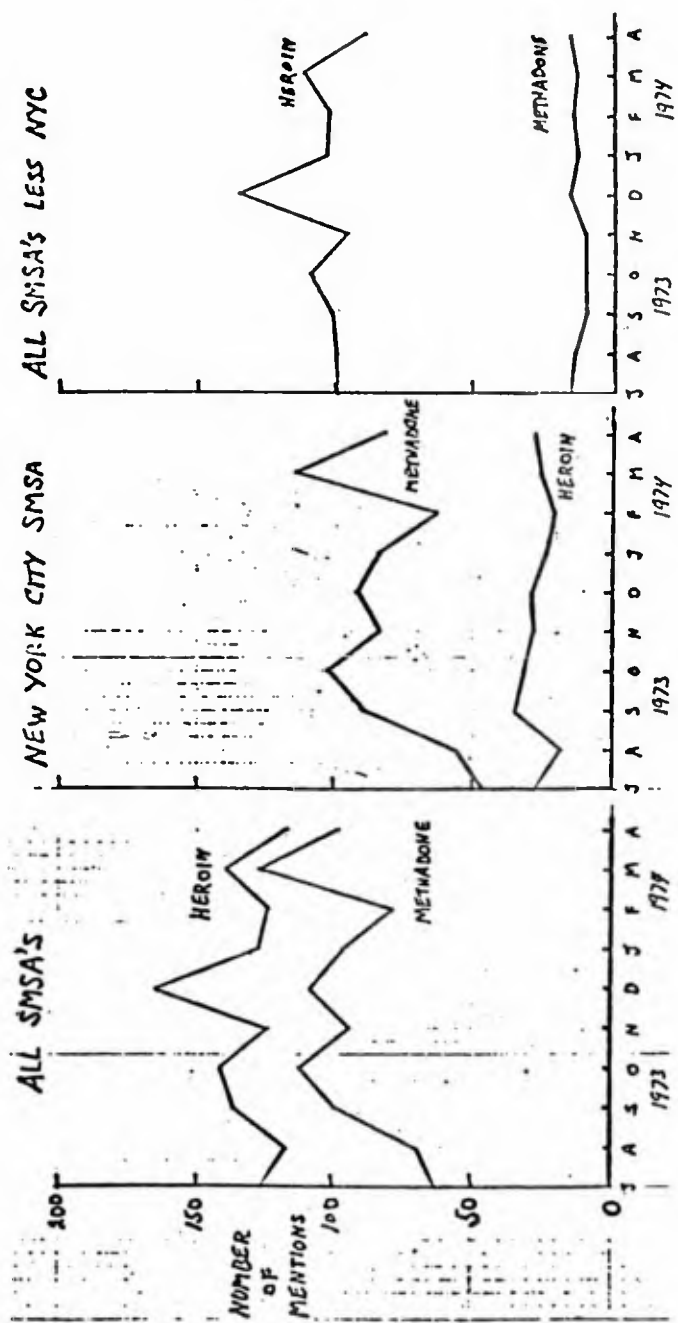 ALL SMSA'S
200
150
100
50
0
NUMBER
OF
MENTIONS
HEROIN
METHADONE
J A S O N D J F M A
1973 1974
NEW YORK CITY SMSA
METHADONE
HEROIN
J A S O N O J F M A
1973 1974
ALL SMSA'S LESS NYC
HEROIN
METHADONE
J A S O N D J F M A
1973 1974